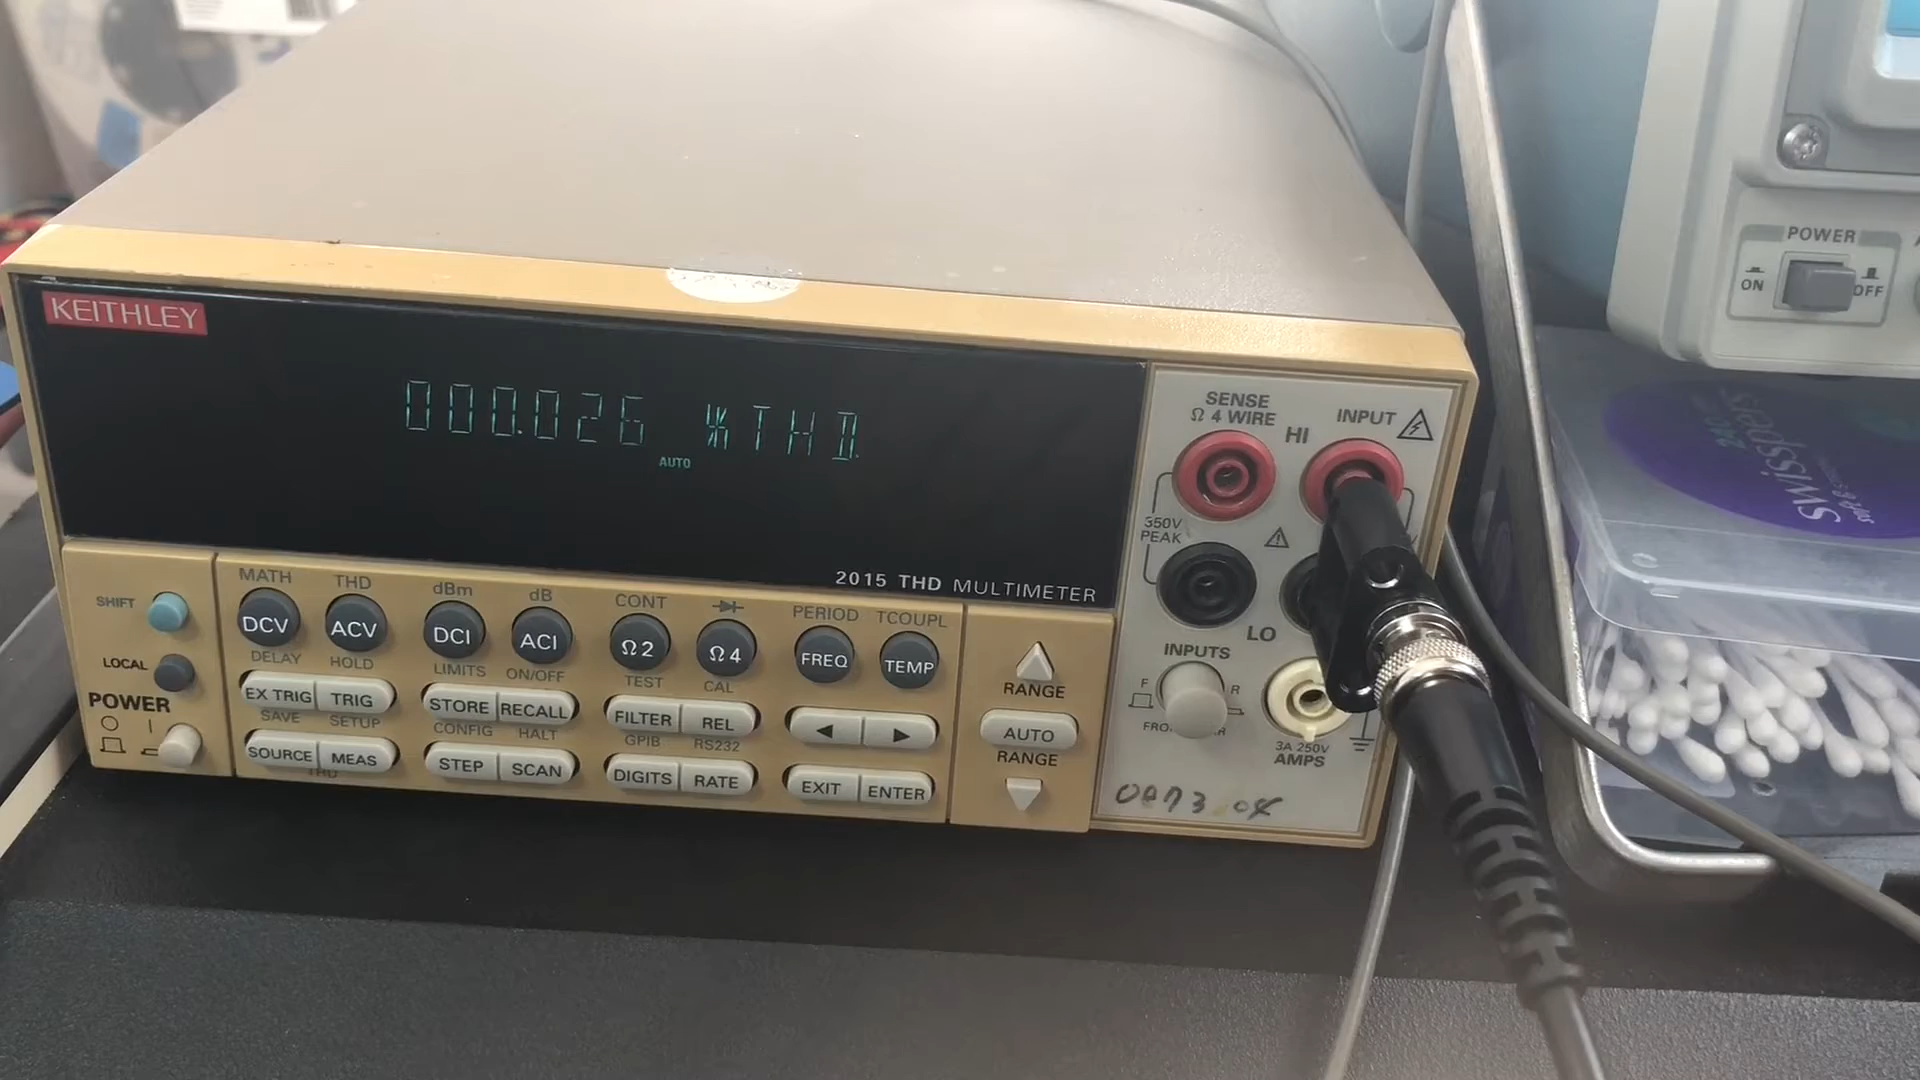 KEITHLEY
000.026 %THD
AUTO
2015 THD MULTIMETER
SENSE
Ω 4 WIRE
INPUT
HI
350V
PEAK
LO
INPUTS
F
R
3A 250V
AMPS
SHIFT
LOCAL
POWER
MATH THD dBm dB CONT PERIOD TCOUPL
DCV ACV DCI ACI Ω2 Ω4 FREQ TEMP
DELAY HOLD LIMITS ON/OFF TEST CAL
EX TRIG TRIG STORE RECALL FILTER REL
SAVE SETUP CONFIG HALT GPIB RS232
SOURCE MEAS STEP SCAN DIGITS RATE EXIT ENTER
THD
RANGE
AUTO
RANGE
POWER
ON
OFF
Swisspers